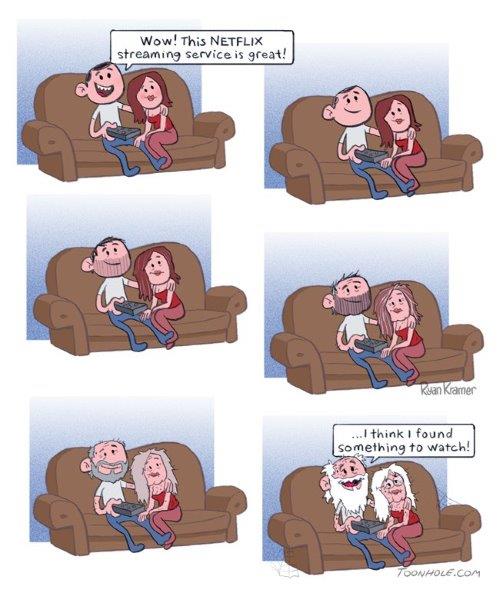 Wow! This NETFLIX
streaming service is great!
Ryan Kramer
...I think I found
something to watch!
TOONHOLE.COM